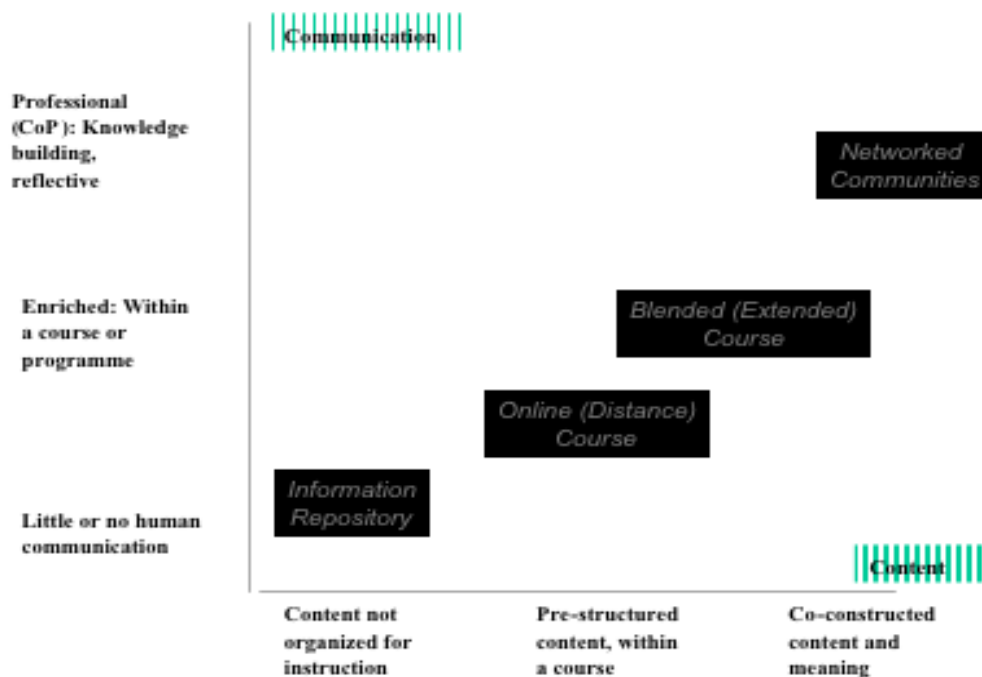 Communication
Professional
(CoP): Knowledge
building,
reflective
Networked
Communities
Enriched: Within
a course or
programme
Blended (Extended)
Course
Online (Distance)
Course
Information
Repository
Little or no human
communication
Content
Content not
organized for
instruction
Pre-structured
content, within
a course
Co-constructed
content and
meaning